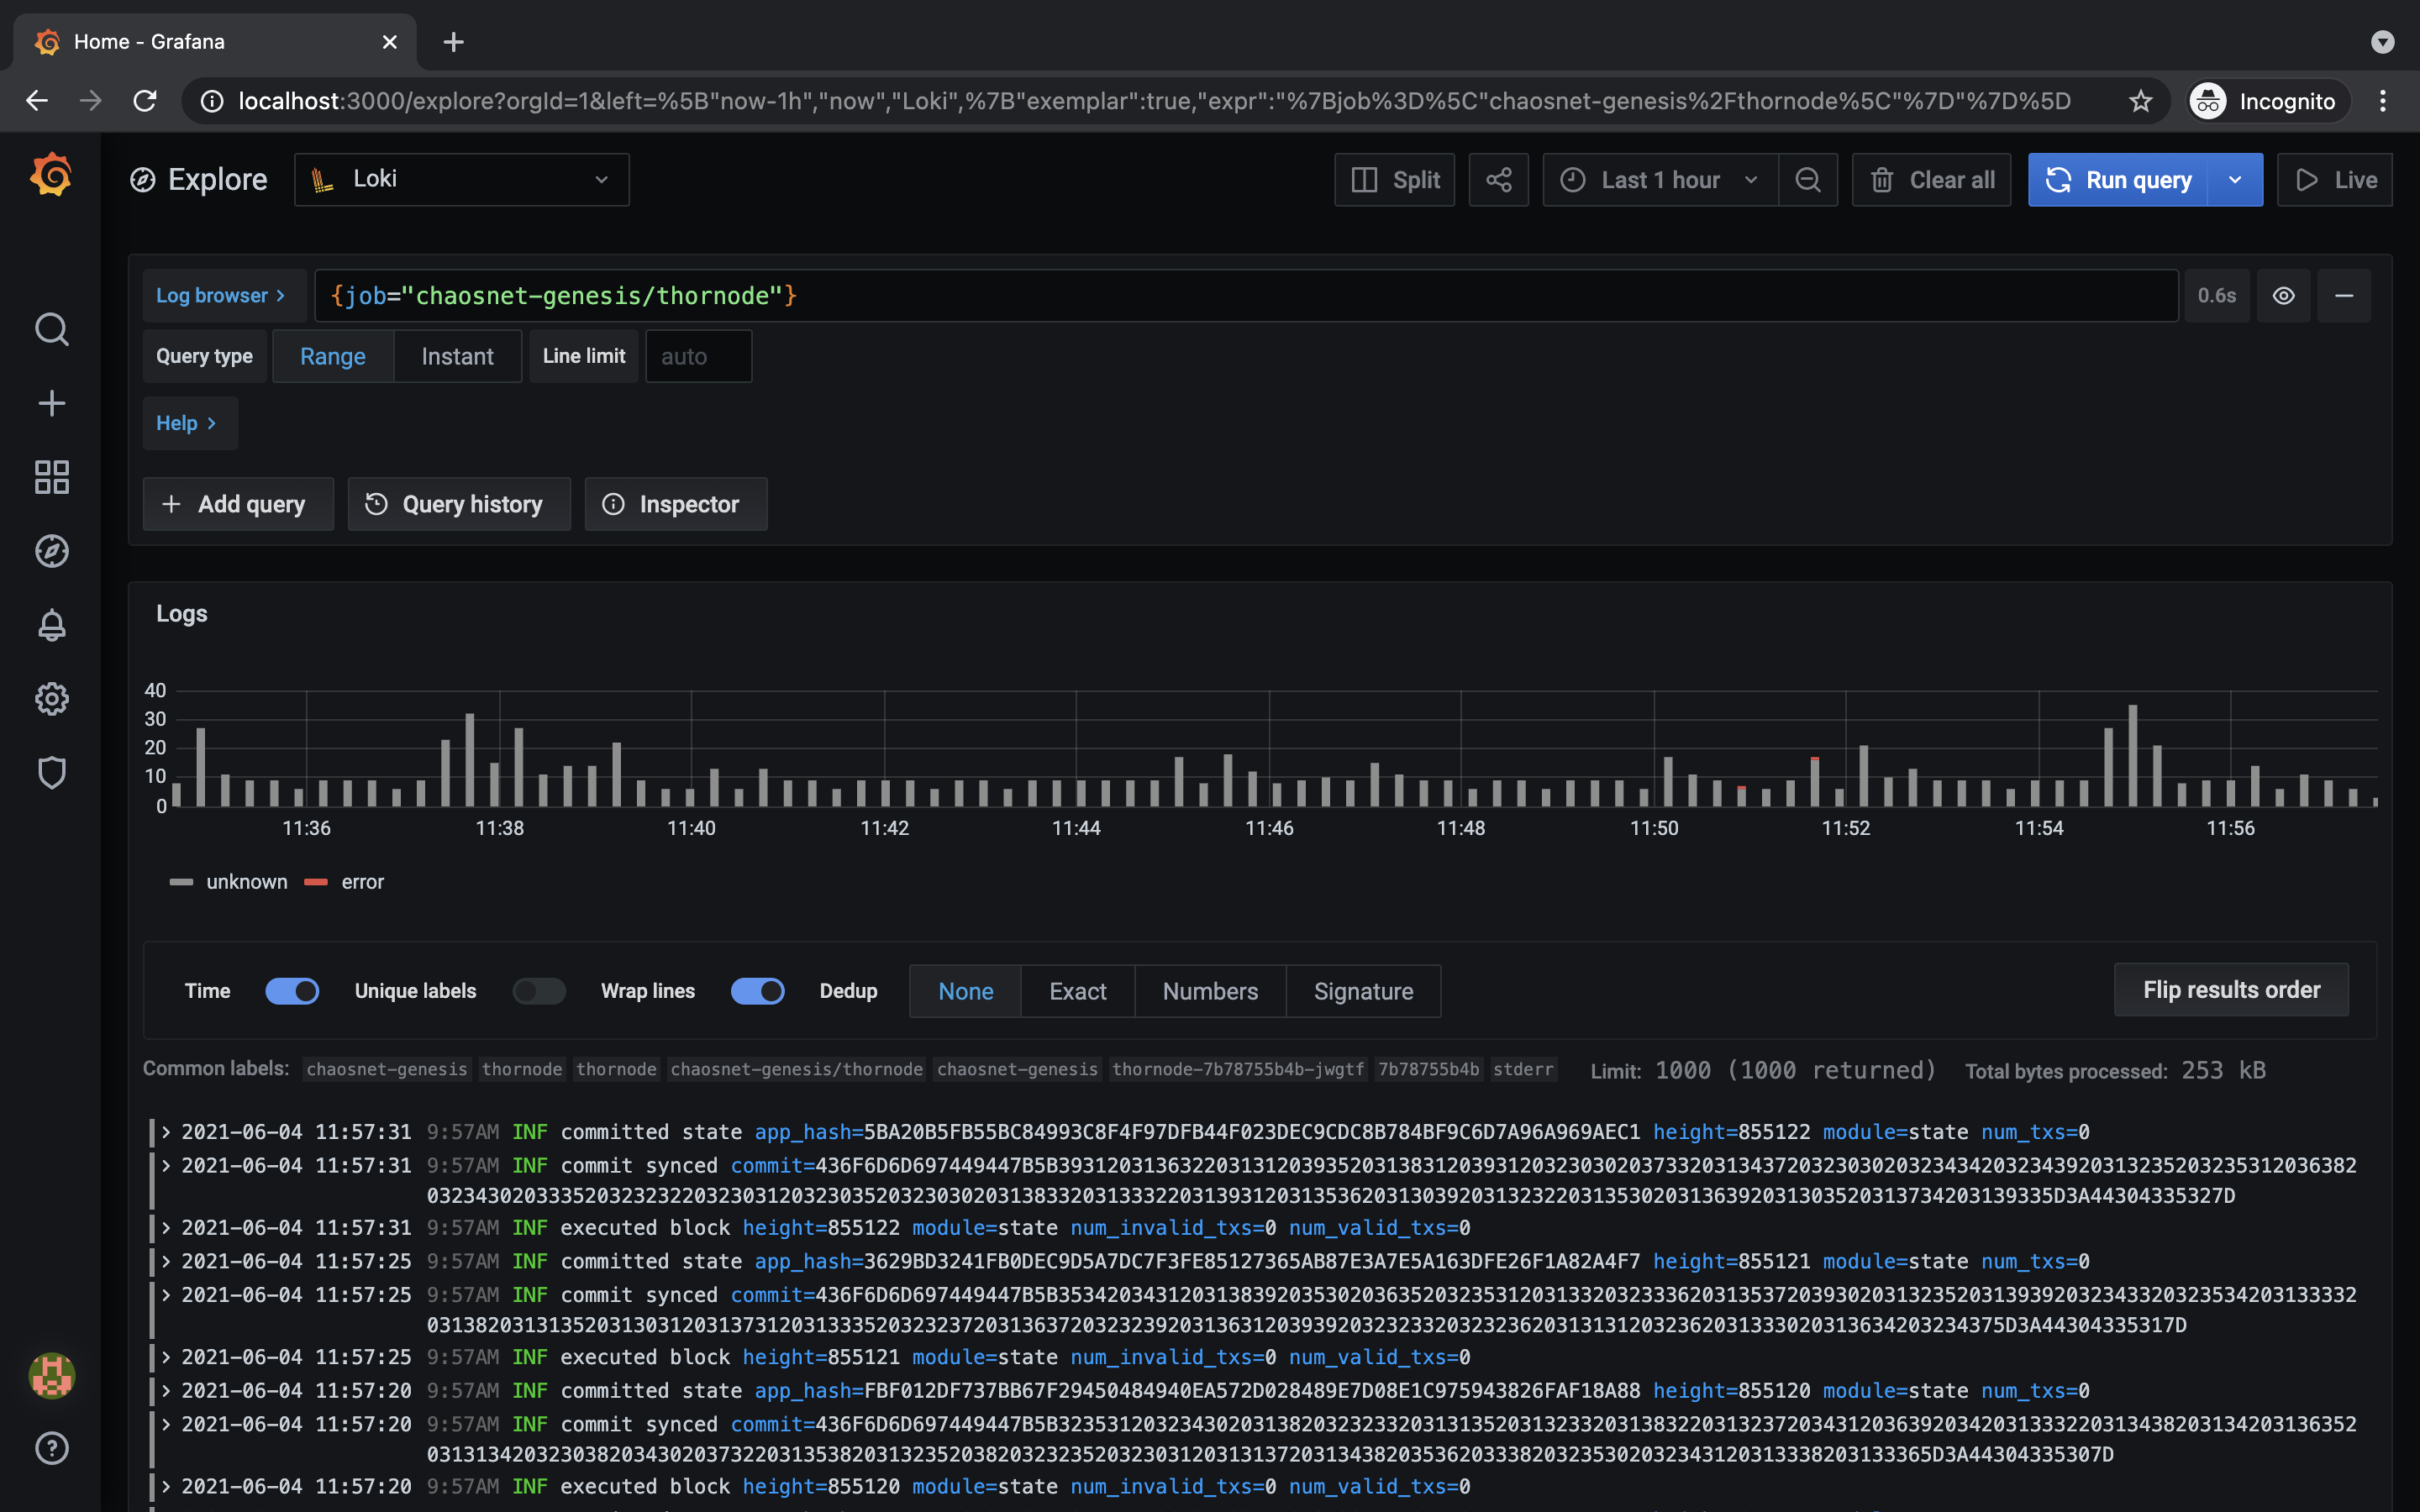 Home - Grafana
localhost:3000/explore?orgId=1&left=%5B"now-1h","now","Loki",%7B"exemplar":true,"expr":"%7Bjob%3D%5C"chaosnet-genesis%2Fthornode%5C"%7D"%7D%5D
Incognito
Explore Loki Split Last 1 hour Clear all Run query Live
Log browser {job="chaosnet-genesis/thornode"} 0.6s
Query type Range Instant Line limit auto
Help
Add query Query history Inspector
Logs
40
30
20
10
0
11:36 11:38 11:40 11:42 11:44 11:46 11:48 11:50 11:52 11:54 11:56
unknown error
Time Unique labels Wrap lines Dedup None Exact Numbers Signature Flip results order
Common labels: chaosnet-genesis thornode thornode chaosnet-genesis/thornode chaosnet-genesis thornode-7b78755b4b-jwgtf 7b78755b4b stderr Limit: 1000 (1000 returned) Total bytes processed: 253 kB
2021-06-04 11:57:31 9:57AM INF committed state app_hash=5BA20B5FB55BC84993C8F4F97DFB44F023DEC9CDC8B784BF9C6D7A96A969AEC1 height=855122 module=state num_txs=0
2021-06-04 11:57:31 9:57AM INF commit synced commit=
2021-06-04 11:57:31 9:57AM INF executed block height=855122 module=state num_invalid_txs=0 num_valid_txs=0
2021-06-04 11:57:25 9:57AM INF committed state app_hash=3629BD3241FB0DEC9D5A7DC7F3FE85127365AB87E3A7E5A163DFE26F1A82A4F7 height=855121 module=state num_txs=0
2021-06-04 11:57:25 9:57AM INF commit synced commit=
2021-06-04 11:57:25 9:57AM INF executed block height=855121 module=state num_invalid_txs=0 num_valid_txs=0
2021-06-04 11:57:20 9:57AM INF committed state app_hash=FBF012DF737BB67F29450484940EA572D028489E7D08E1C975943826FAF18A88 height=855120 module=state num_txs=0
2021-06-04 11:57:20 9:57AM INF commit synced commit=
2021-06-04 11:57:20 9:57AM INF executed block height=855120 module=state num_invalid_txs=0 num_valid_txs=0